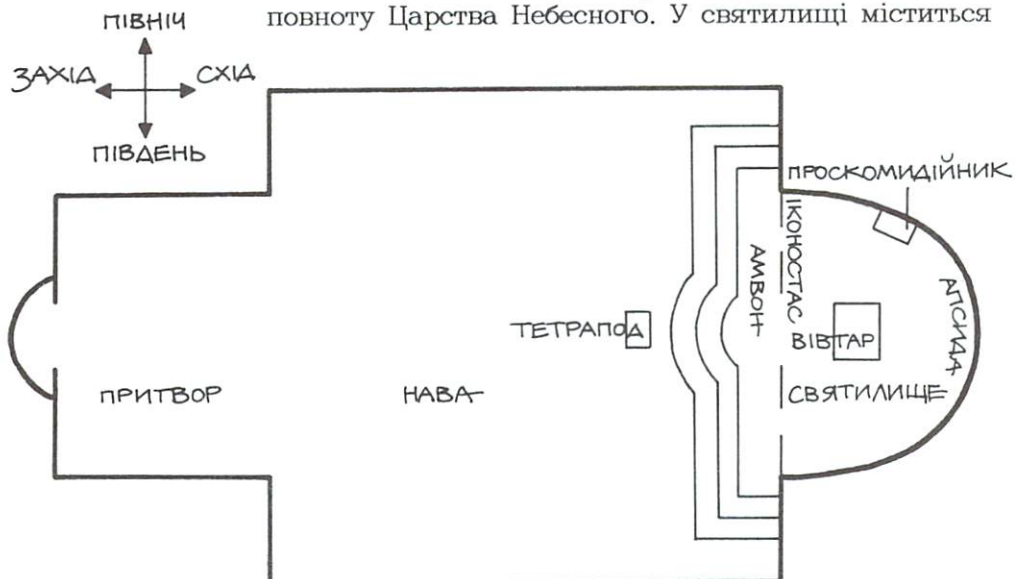 повноту Царства Небесного. У святилищі міститься
ПІВНІЧ
ЗАХІД
СХІД
ПІВДЕНЬ
ПРОСКОМИДІЙНИК
ІКОНОСТАС
АМВОН
АПСИДА
ТЕТРАПОД
ВІВТАР
ПРИТВОР
НАВА
СВЯТИЛИЩЕ